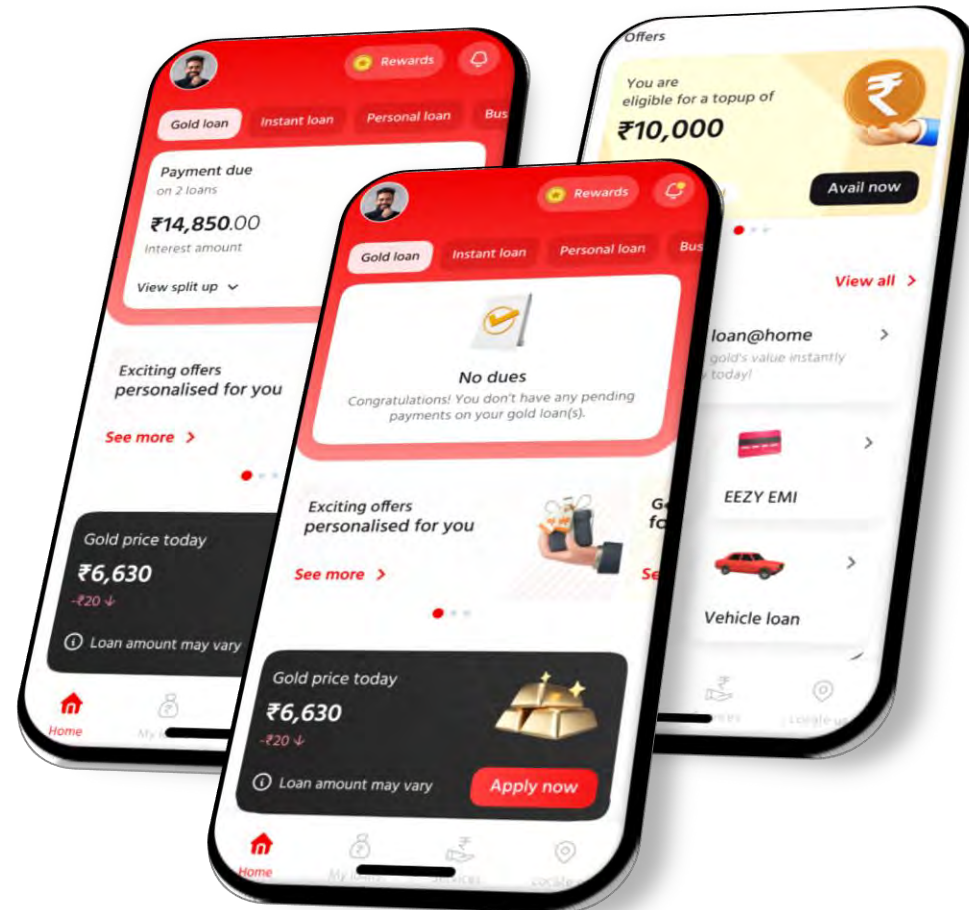 Rewards
Gold loan
Instant loan
Personal loan
Bus
Payment due
on 2 loans
₹14,850.00
Interest amount
View split up
Exciting offers
personalised for you
See more >
Gold price today
₹6,630
-₹20 ↓
Loan amount may vary
Home
Rewards
Gold loan
Instant loan
Personal loan
Bus
No dues
Congratulations! You don't have any pending
payments on your gold loan(s).
Exciting offers
personalised for you
See more >
Gold price today
₹6,630
-₹20 ↓
Loan amount may vary
Apply now
Home
Offers
You are
eligible for a topup of
₹10,000
Avail now
View all >
loan@home
gold's value instantly
today!
EEZY EMI
Vehicle loan